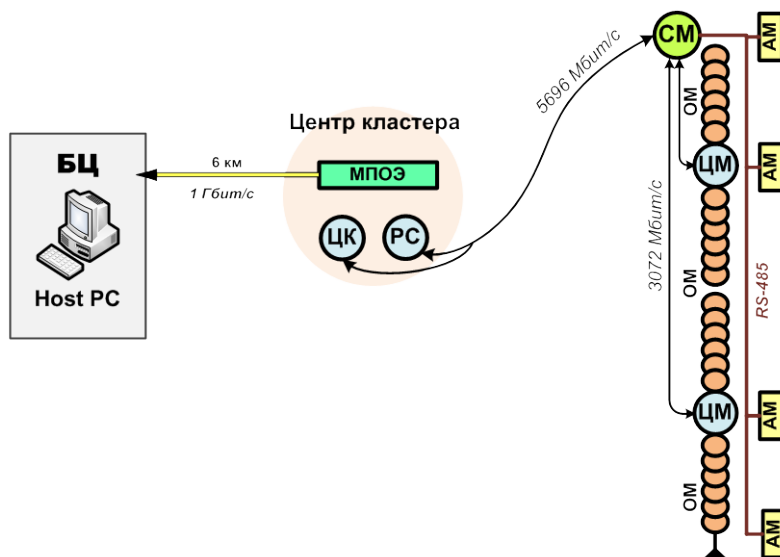 СМ
АМ
5696 Мбит/с
ОМ
Центр кластера
БЦ
6 км
МПОЭ
ЦМ
АМ
1 Гбит/с
ЦК
РС
3072 Мбит/с
ОМ
RS-485
Host PC
ЦМ
АМ
ОМ
АМ